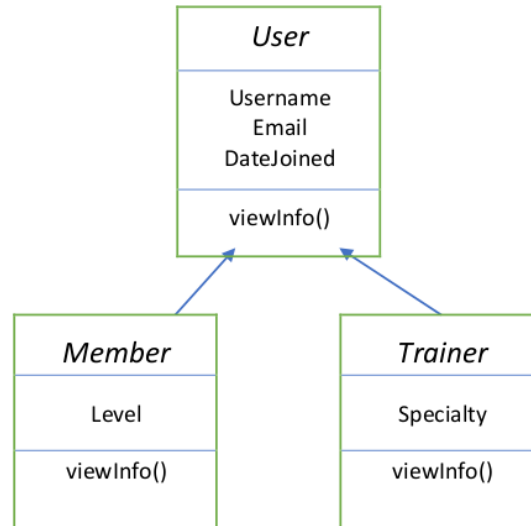 User
Username
Email
DateJoined
viewInfo()
Member
Level
viewInfo()
Trainer
Specialty
viewInfo()